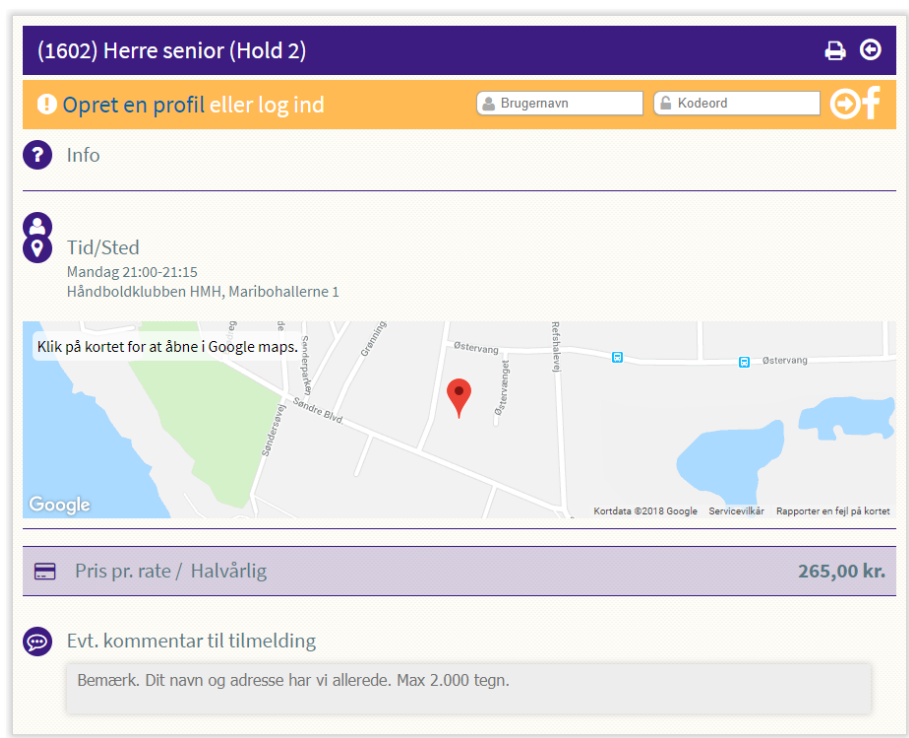 (1602) Herre senior (Hold 2)
Opret en profil eller log ind
Brugernavn
Kodeord
Info
Tid/Sted
Mandag 21:00-21:15
Håndboldklubben HMH, Maribohallerne 1
Klik på kortet for at åbne i Google maps.
Sønderparken
Grønning
Østervang
Refshalevej
Østervænget
Østervang
Søndersøvej
Søndre Blvd
Google
Kortdata ©2018 Google Servicevilkår Rapporter en fejl på kortet
Pris pr. rate / Halvårlig 265,00 kr.
Evt. kommentar til tilmelding
Bemærk. Dit navn og adresse har vi allerede. Max 2.000 tegn.